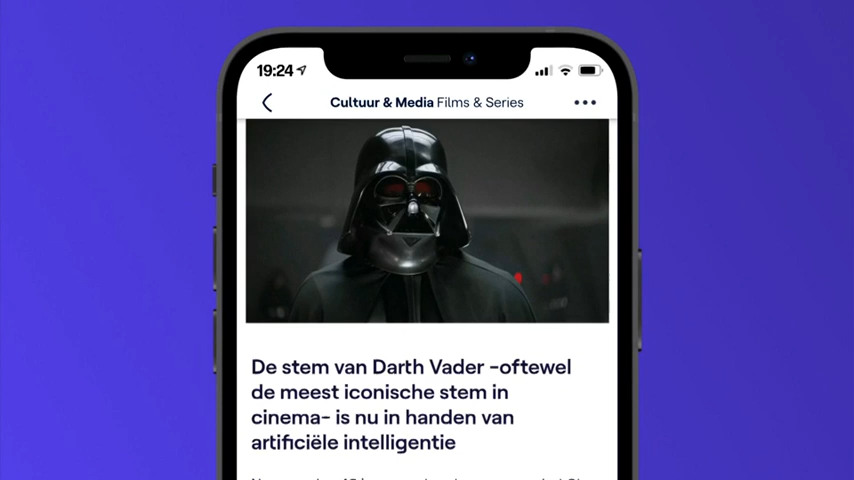 19:24
Cultuur & Media Films & Series
De stem van Darth Vader -oftewel
de meest iconische stem in
cinema- is nu in handen van
artificiële intelligentie